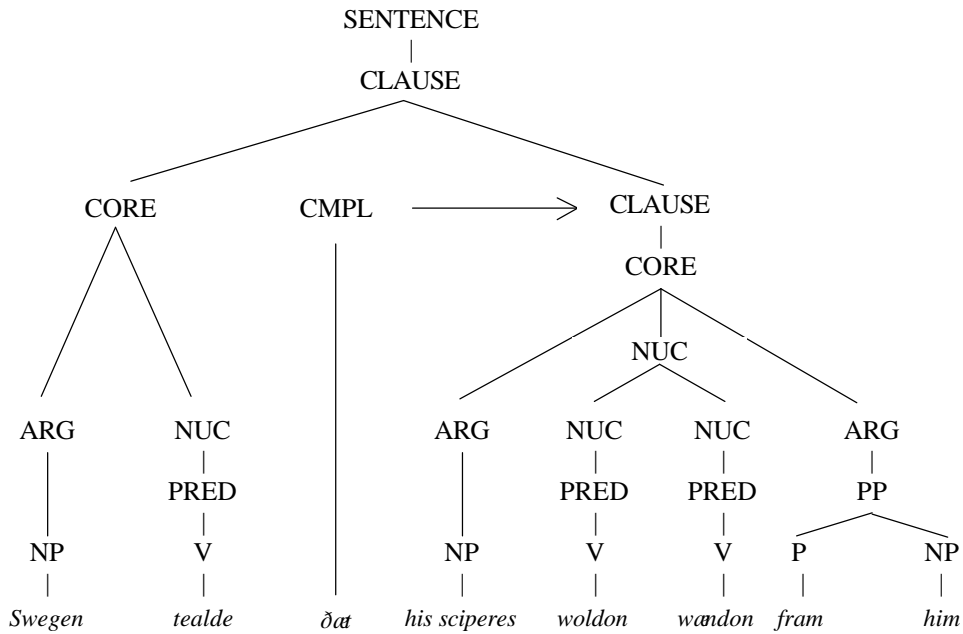 SENTENCE
CLAUSE
CORE CMPL CLAUSE
CORE
NUC
ARG NUC ARG NUC NUC ARG
PRED PRED PRED PP
NP V NP V V P NP
Swegen tealde ðæt his sciperes woldon wændon fram him